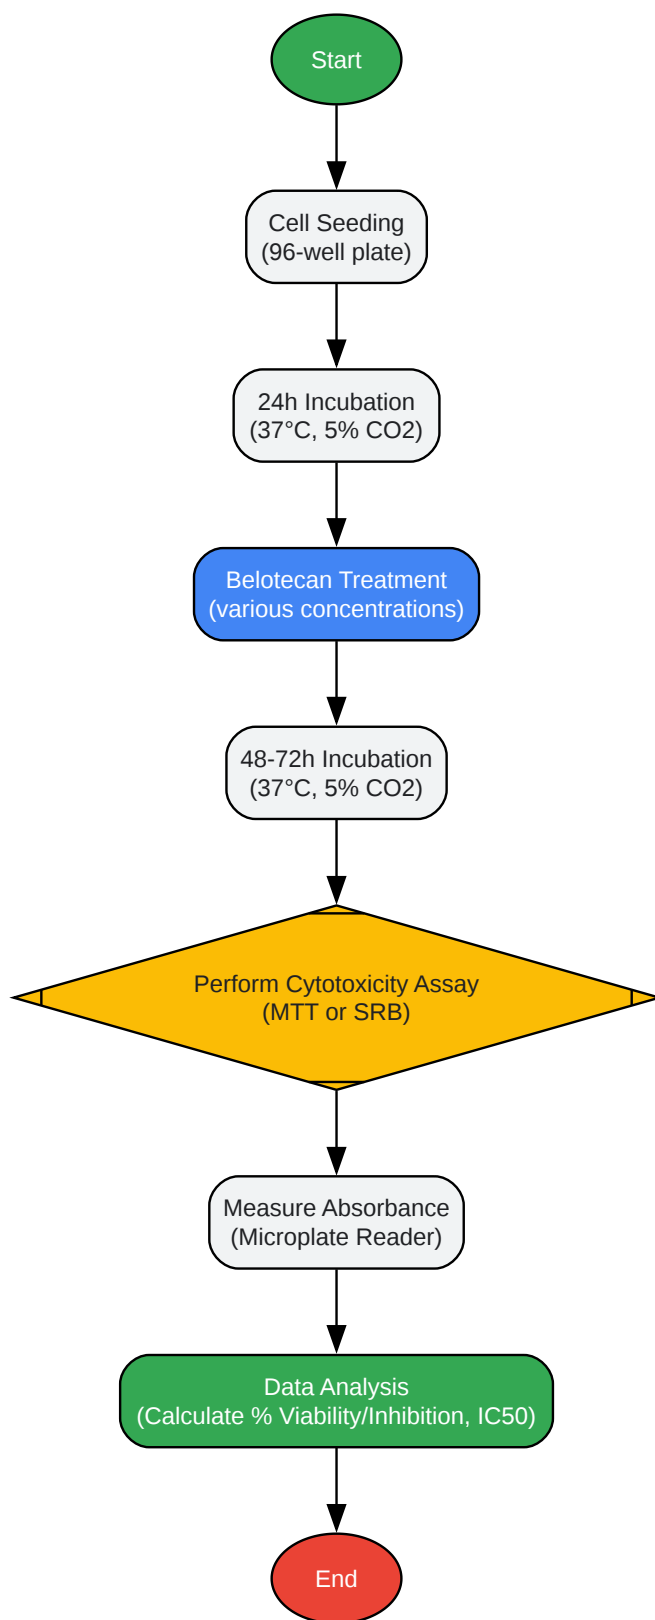 Start
Cell Seeding
(96-well plate)
24h Incubation
(37°C, 5% CO2)
Belotecan Treatment
(various concentrations)
48-72h Incubation
(37°C, 5% CO2)
Perform Cytotoxicity Assay
(MTT or SRB)
Measure Absorbance
(Microplate Reader)
Data Analysis
(Calculate % Viability/Inhibition, IC50)
End